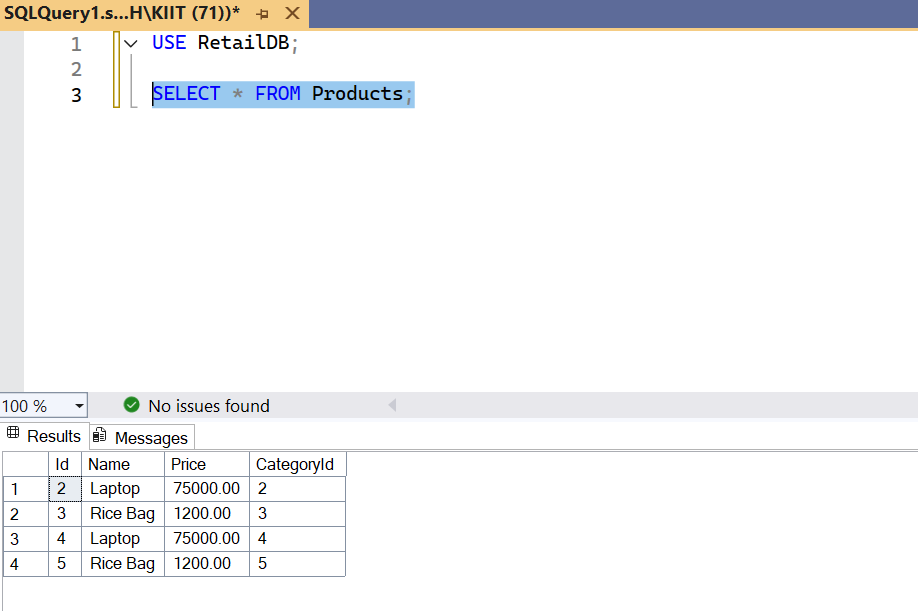 SQLQuery1.s...H\KIIT (71))*
1 USE RetailDB;
2
3 SELECT * FROM Products;
100 % No issues found
Results Messages
Id Name Price CategoryId
1 2 Laptop 75000.00 2
2 3 Rice Bag 1200.00 3
3 4 Laptop 75000.00 4
4 5 Rice Bag 1200.00 5